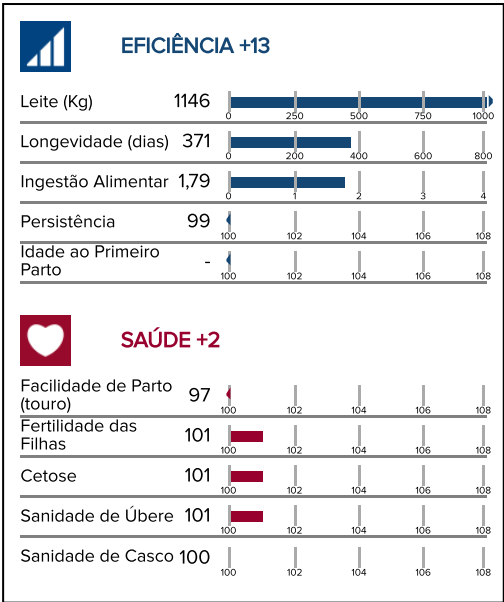 EFICIÊNCIA +13
Leite (Kg) 1146
0 250 500 750 1000
Longevidade (dias) 371
0 200 400 600 800
Ingestão Alimentar 1,79
0 1 2 3 4
Persistência 99
100 102 104 106 108
Idade ao Primeiro
Parto -
100 102 104 106 108
SAÚDE +2
Facilidade de Parto
(touro) 97
100 102 104 106 108
Fertilidade das
Filhas 101
100 102 104 106 108
Cetose 101
100 102 104 106 108
Sanidade de Úbere 101
100 102 104 106 108
Sanidade de Casco 100
100 102 104 106 108